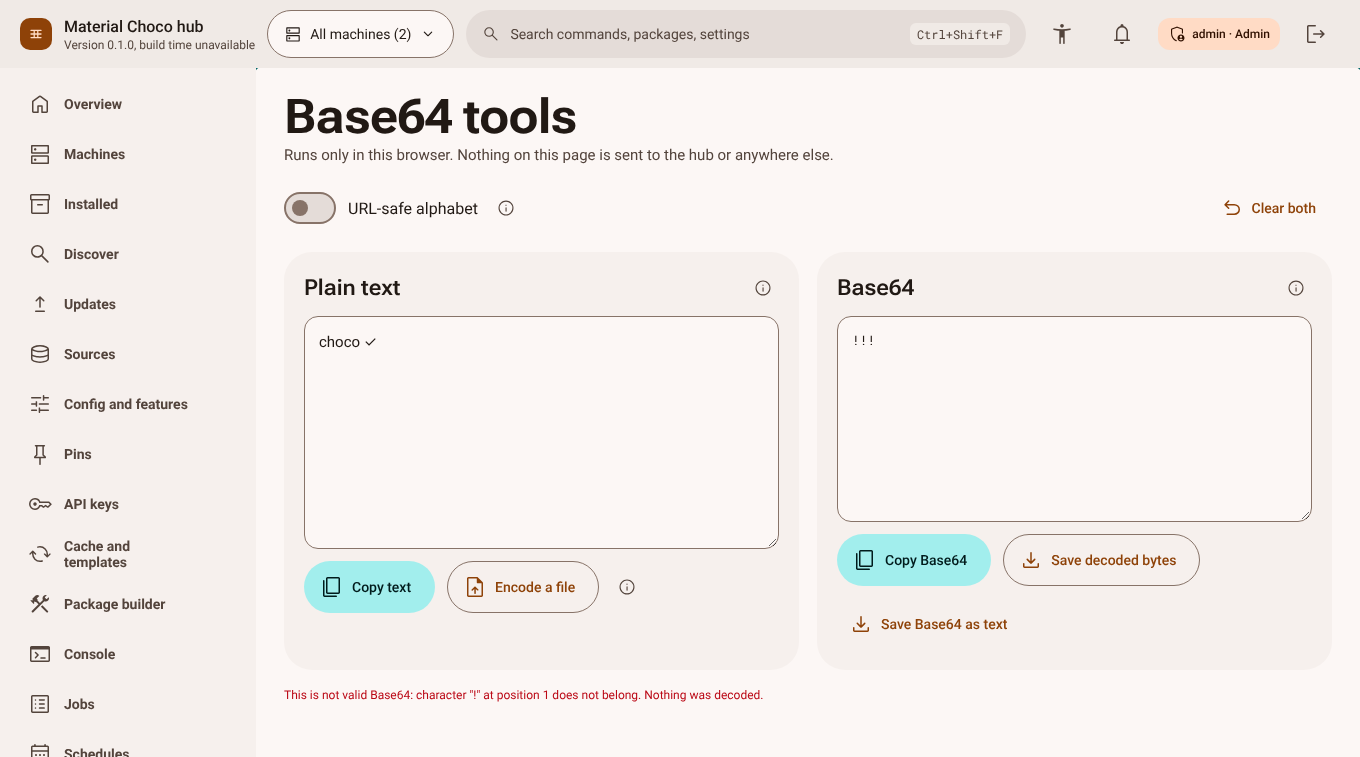 Material Choco hub
Version 0.1.0, build time unavailable
All machines (2)
Search commands, packages, settings
Ctrl+Shift+F
admin · Admin
Overview
Machines
Installed
Discover
Updates
Sources
Config and features
Pins
API keys
Cache and
templates
Package builder
Console
Jobs
Schedules
Base64 tools
Runs only in this browser. Nothing on this page is sent to the hub or anywhere else.
URL-safe alphabet
Clear both
Plain text
choco ✓
Copy text
Encode a file
Base64
!!!
Copy Base64
Save decoded bytes
Save Base64 as text
This is not valid Base64: character "!" at position 1 does not belong. Nothing was decoded.